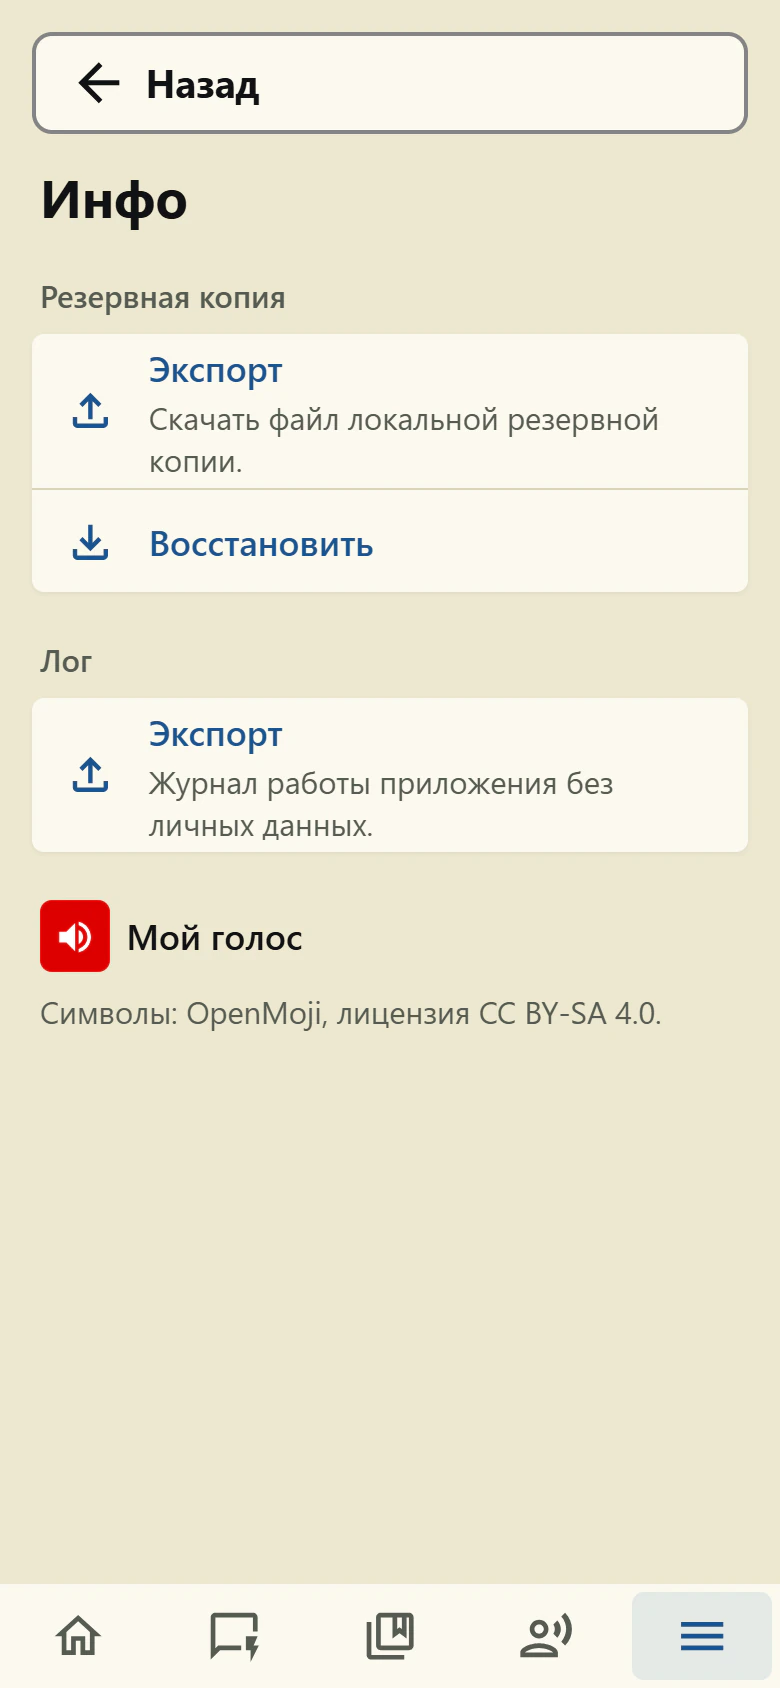 Назад
Инфо
Резервная копия
Экспорт
Скачать файл локальной резервной
копии.
Восстановить
Лог
Экспорт
Журнал работы приложения без
личных данных.
Мой голос
Символы: OpenMoji, лицензия CC BY-SA 4.0.